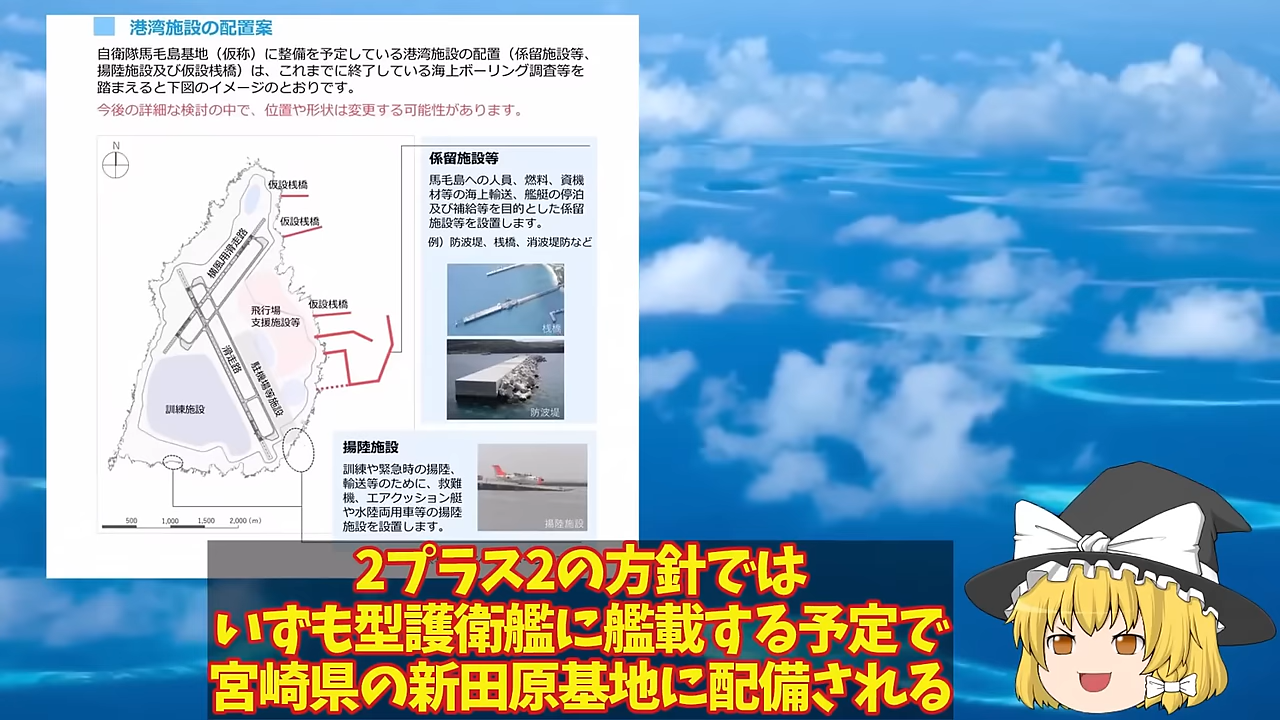 港湾施設の配置案
自衛隊馬毛島基地（仮称）に整備を予定している港湾施設の配置（係留施設等、
揚陸施設及び仮設桟橋）は、これまでに終了している海上ボーリング調査等を
踏まえると下図のイメージのとおりです。
今後の詳細な検討の中で、位置や形状は変更する可能性があります。
N
仮設桟橋
仮設桟橋
横風用滑走路
仮設桟橋
飛行場
支援施設等
滑走路
駐機場等施設
訓練施設
500 1,000 1,500 2,000 (m)
係留施設等
馬毛島への人員、燃料、資機
材等の海上輸送、艦艇の停泊
及び補給等を目的とした係留
施設等を設置します。
例）防波堤、桟橋、消波堤防など
桟橋
防波堤
揚陸施設
訓練や緊急時の揚陸、
輸送等のために、救難
機、エアクッション艇
や水陸両用車等の揚陸
施設を設置します。
揚陸施設
2プラス2の方針では
いずも型護衛艦に艦載する予定で
宮崎県の新田原基地に配備される